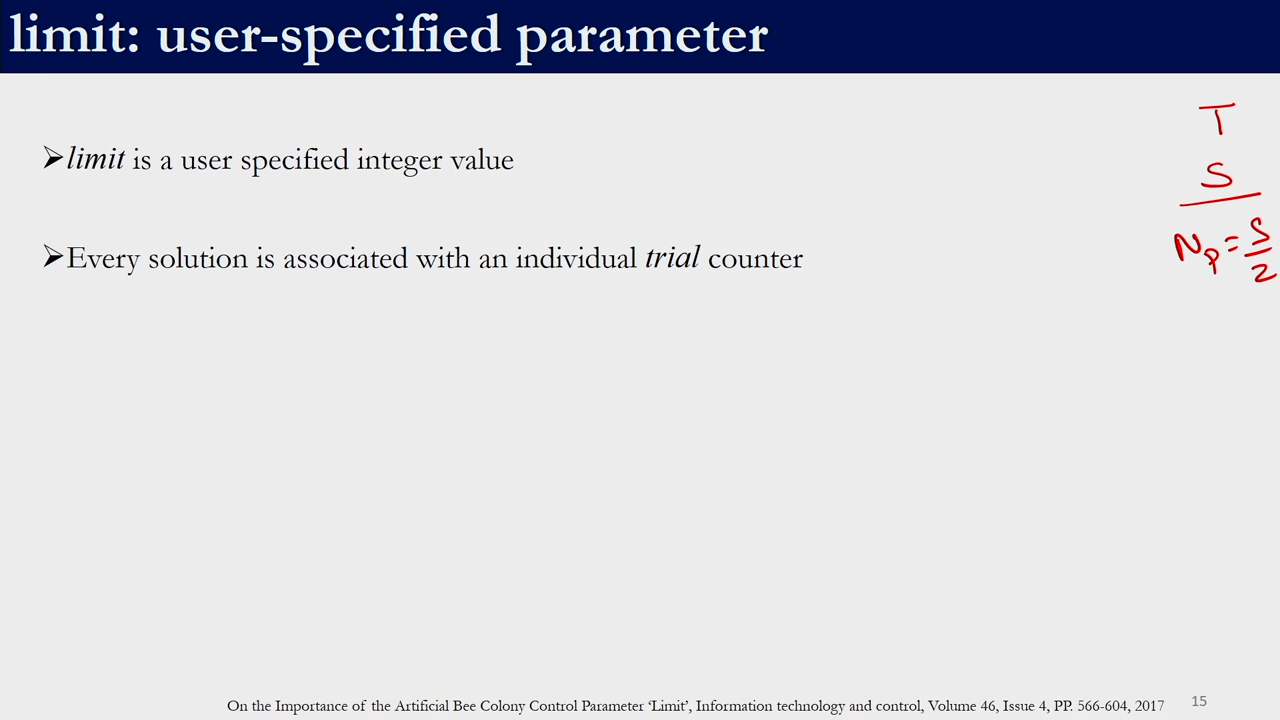 limit: user-specified parameter
T
➢limit is a user specified integer value
S
Np = S/2
➢Every solution is associated with an individual trial counter
On the Importance of the Artificial Bee Colony Control Parameter ‘Limit’, Information technology and control, Volume 46, Issue 4, PP. 566-604, 2017
15